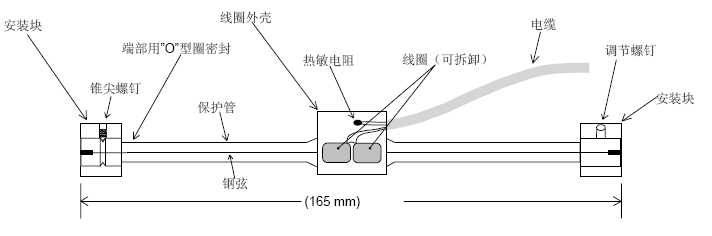 线圈外壳
电缆
安装块
端部用"O"型圈密封
热敏电阻
线圈（可拆卸）
调节螺钉
锥尖螺钉
保护管
安装块
钢弦
(165 mm)